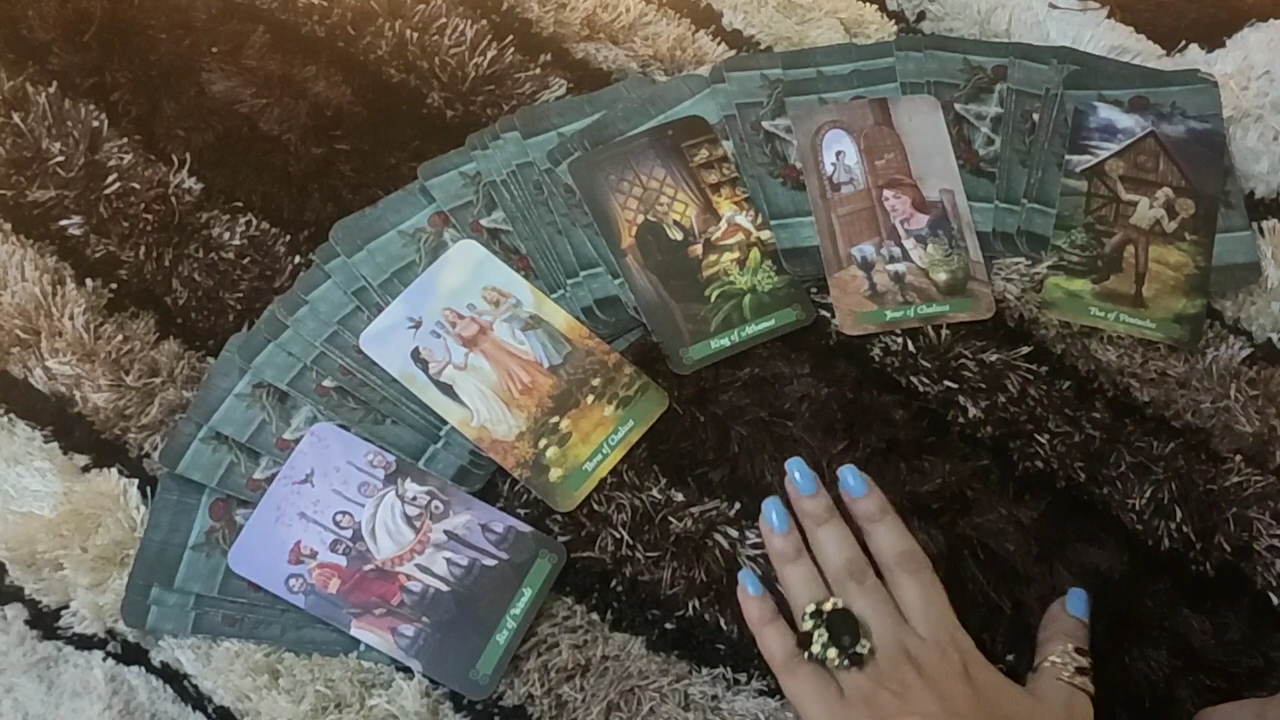 Six of Wands
Three of Chalices
King of Athames
Four of Chalices
Two of Pentacles